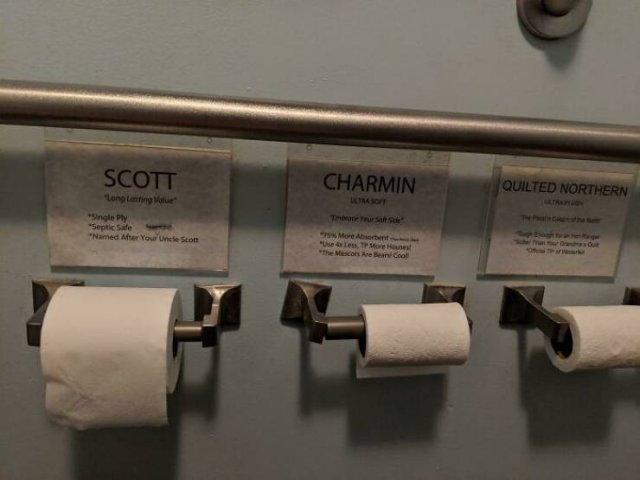 SCOTT
"Long Lasting Value"
*Single Ply
*Septic Safe
*Named After Your Uncle Scott
CHARMIN
ULTRA SOFT
"Embrace Your Soft Side"
*75% More Absorbent
*Use 4x Less, TP More Houses!
*The Mascots Are Bears! Cool!
QUILTED NORTHERN
ULTRA PLUSH
*Tough Enough for an Iron Ranger
*Softer Than Your Grandma's Quilt
*Official TP of Winterfell